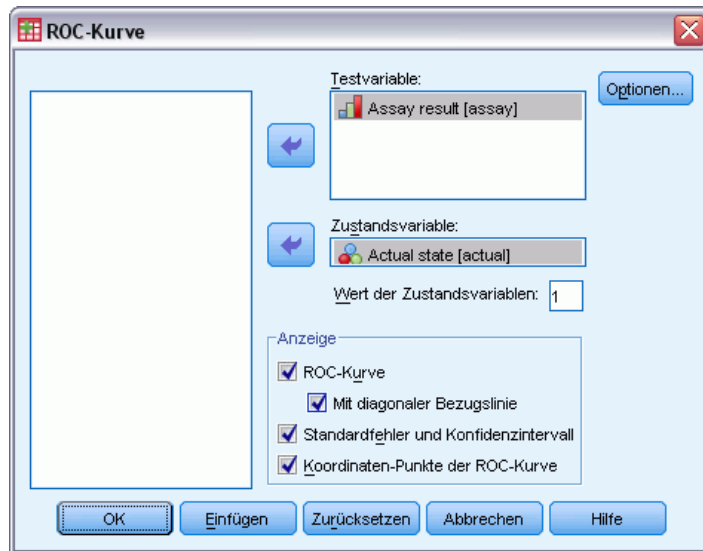 ROC-Kurve
Testvariable:
Assay result [assay]
Optionen...
Zustandsvariable:
Actual state [actual]
Wert der Zustandsvariablen: 1
Anzeige
ROC-Kurve
Mit diagonaler Bezugslinie
Standardfehler und Konfidenzintervall
Koordinaten-Punkte der ROC-Kurve
OK Einfügen Zurücksetzen Abbrechen Hilfe